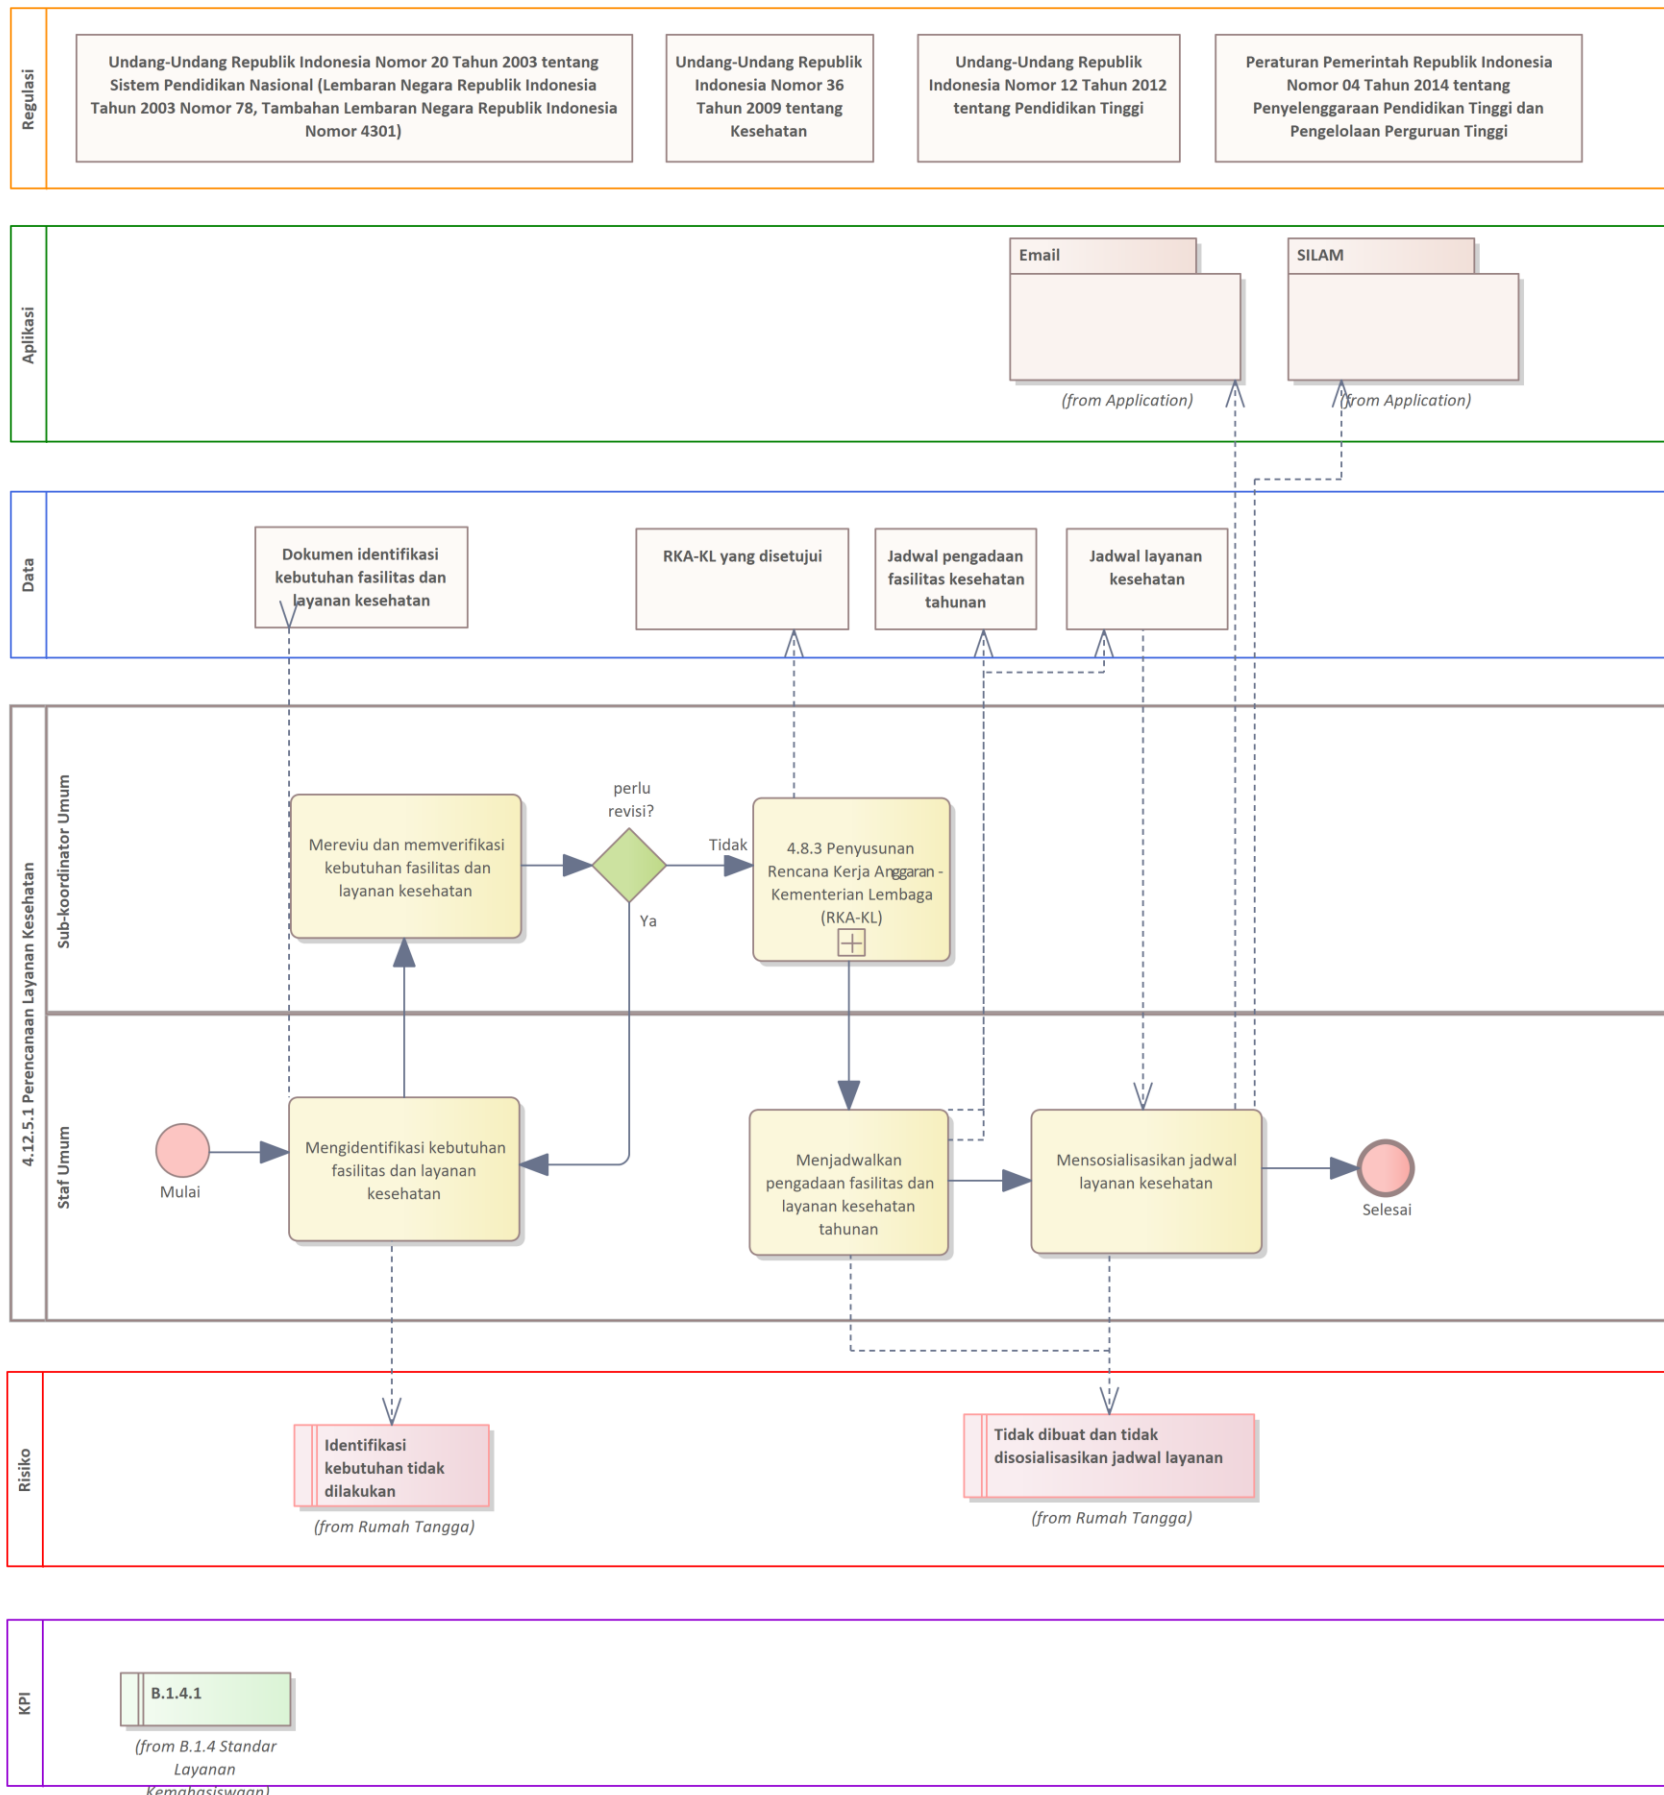 Regulasi
Undang-Undang Republik Indonesia Nomor 20 Tahun 2003 tentang
Sistem Pendidikan Nasional (Lembaran Negara Republik Indonesia
Tahun 2003 Nomor 78, Tambahan Lembaran Negara Republik Indonesia
Nomor 4301)
Undang-Undang Republik
Indonesia Nomor 36
Tahun 2009 tentang
Kesehatan
Undang-Undang Republik
Indonesia Nomor 12 Tahun 2012
tentang Pendidikan Tinggi
Peraturan Pemerintah Republik Indonesia
Nomor 04 Tahun 2014 tentang
Penyelenggaraan Pendidikan Tinggi dan
Pengelolaan Perguruan Tinggi
Aplikasi
Email
(from Application)
SILAM
(from Application)
Data
Dokumen identifikasi
kebutuhan fasilitas dan
layanan kesehatan
RKA-KL yang disetujui
Jadwal pengadaan
fasilitas kesehatan
tahunan
Jadwal layanan
kesehatan
4.12.5.1 Perencanaan Layanan Kesehatan
Sub-koordinator Umum
Mereviu dan memverifikasi
kebutuhan fasilitas dan
layanan kesehatan
perlu
revisi?
Tidak
Ya
4.8.3 Penyusunan
Rencana Kerja Anggaran -
Kementerian Lembaga
(RKA-KL)
Staf Umum
Mulai
Mengidentifikasi kebutuhan
fasilitas dan layanan
kesehatan
Menjadwalkan
pengadaan fasilitas dan
layanan kesehatan
tahunan
Mensosialisasikan jadwal
layanan kesehatan
Selesai
Risiko
Identifikasi
kebutuhan tidak
dilakukan
(from Rumah Tangga)
Tidak dibuat dan tidak
disosialisasikan jadwal layanan
(from Rumah Tangga)
KPI
B.1.4.1
(from B.1.4 Standar
Layanan
Kemahasiswaan)